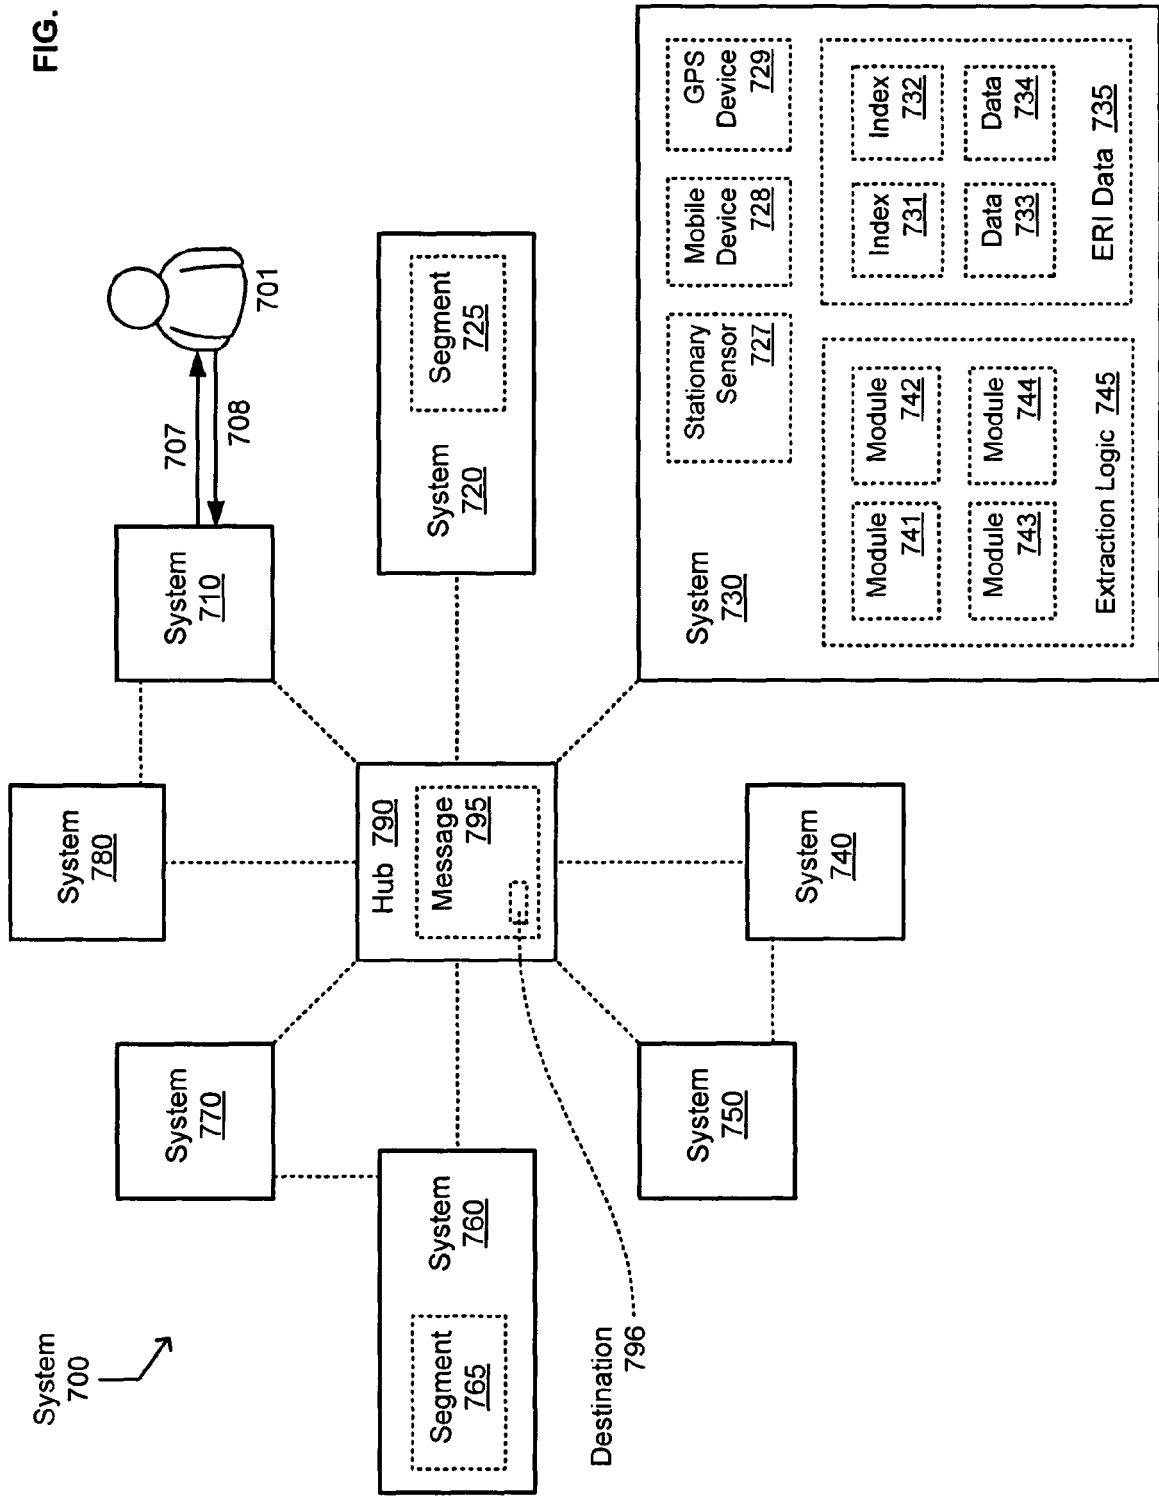 FIG.
System
700
System
770
System
780
System
710
707
708
701
Segment
765
System
760
Hub 790
Message
795
System
720
Segment
725
Destination
796
System
750
System
740
System
730
Stationary
Sensor
727
Mobile
Device
728
GPS
Device
729
Module
741
Module
742
Module
743
Module
744
Extraction Logic 745
Index
731
Index
732
Data
733
Data
734
ERI Data 735